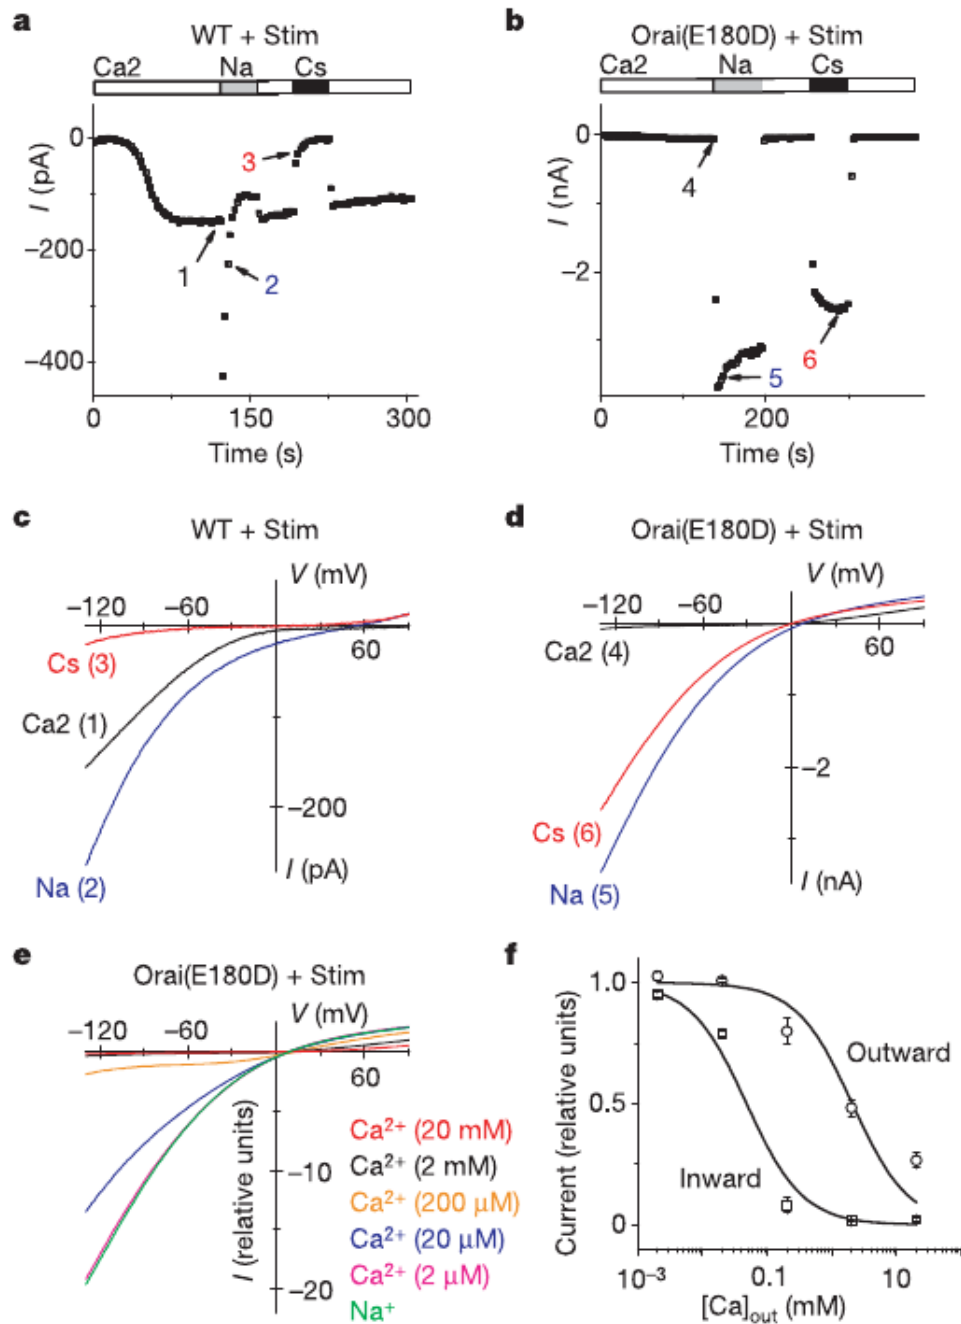 a
WT + Stim
Ca2 Na Cs
0
−200
−400
I (pA)
1
2
3
0 150 300
Time (s)
b
Orai(E180D) + Stim
Ca2 Na Cs
0
−2
I (nA)
4
5
6
0 200
Time (s)
c
WT + Stim
V (mV)
−120 −60
60
Cs (3)
Ca2 (1)
−200
I (pA)
Na (2)
d
Orai(E180D) + Stim
V (mV)
−120 −60
60
Ca2 (4)
−2
Cs (6)
Na (5)
I (nA)
e
Orai(E180D) + Stim
V (mV)
−120 −60
60
−10
−20
I (relative units)
Ca²⁺ (20 mM)
Ca²⁺ (2 mM)
Ca²⁺ (200 μM)
Ca²⁺ (20 μM)
Ca²⁺ (2 μM)
Na⁺
f
1.0
0.5
0
Current (relative units)
Outward
Inward
10⁻³ 0.1 10
[Ca]out (mM)